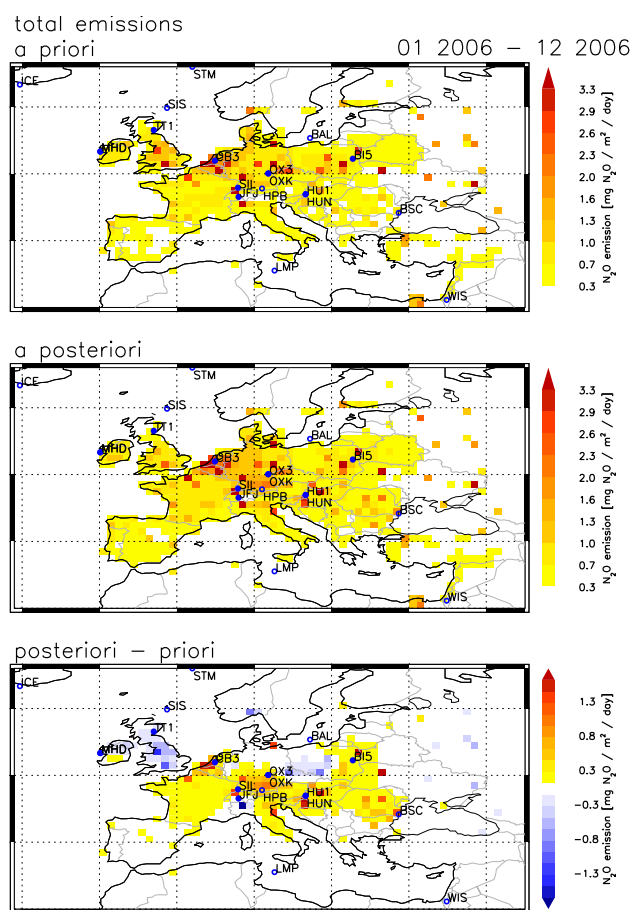 total emissions
a priori
01 2006 – 12 2006
ICE
STM
SIS
TT1
MHD
CB3
BAL
BI5
OX3
OXK
SIL
JFJ
HPB
HU1
HUN
BSC
LMP
WIS
3.3
2.9
2.6
2.3
2.0
1.6
1.3
1.0
0.7
0.3
N₂O emission [mg N₂O / m² / day]
a posteriori
ICE
STM
SIS
TT1
MHD
CB3
BAL
BI5
OX3
OXK
SIL
JFJ
HPB
HU1
HUN
BSC
LMP
WIS
3.3
2.9
2.6
2.3
2.0
1.6
1.3
1.0
0.7
0.3
N₂O emission [mg N₂O / m² / day]
posteriori – priori
ICE
STM
SIS
TT1
MHD
CB3
BAL
BI5
OX3
OXK
SIL
JFJ
HPB
HU1
HUN
BSC
LMP
WIS
1.3
0.8
0.3
−0.3
−0.8
−1.3
N₂O emission [mg N₂O / m² / day]